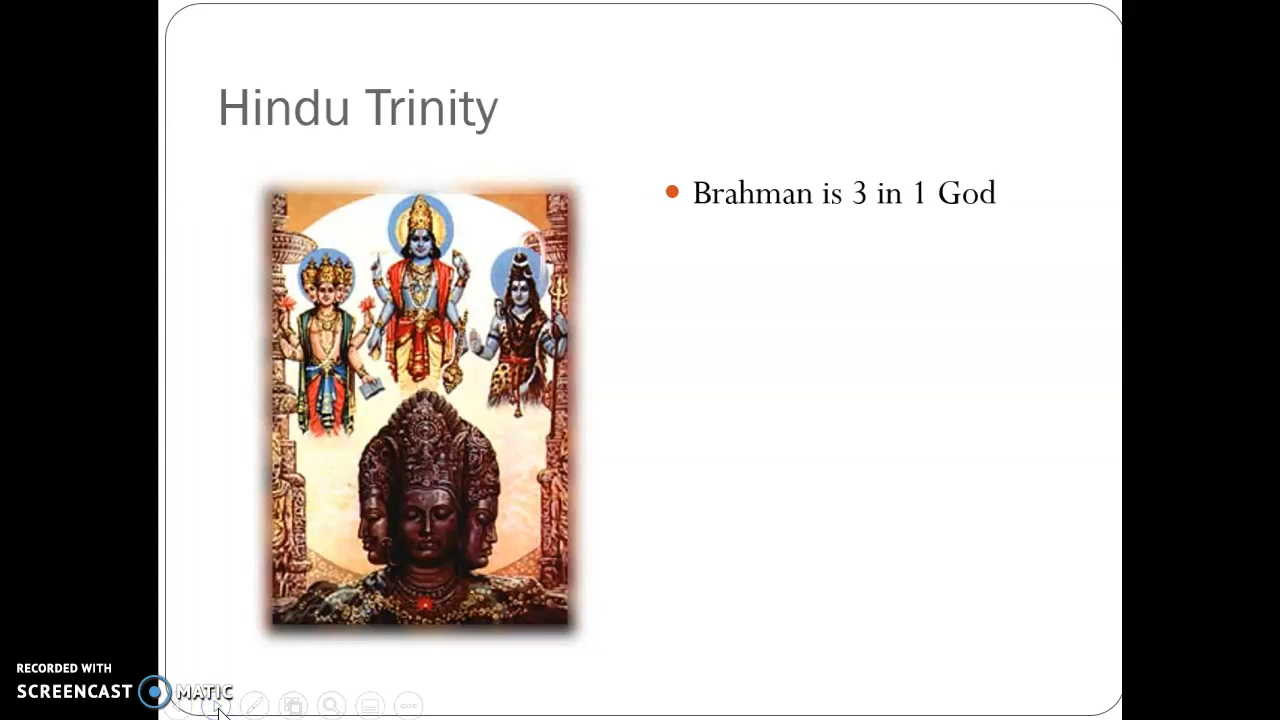 Hindu Trinity
Brahman is 3 in 1 God
RECORDED WITH
SCREENCAST MATIC